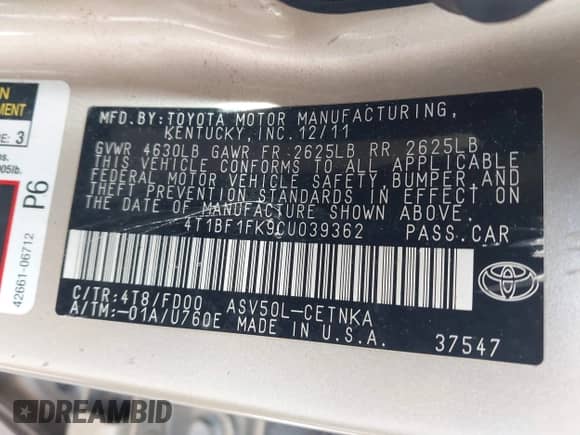 MFD.BY:TOYOTA MOTOR MANUFACTURING,
KENTUCKY, INC. 12/11
GVWR 4630LB GAWR FR 2625LB RR 2625LB
THIS VEHICLE CONFORMS TO ALL APPLICABLE
FEDERAL MOTOR VEHICLE SAFETY, BUMPER, AND
THEFT PREVENTION STANDARDS IN EFFECT ON
THE DATE OF MANUFACTURE SHOWN ABOVE.
4T1BF1FK9CU039362 PASS.CAR
C/TR:4T8/FD00 ASV50L-CETNKA
A/TM:-01A/U760E MADE IN U.S.A.
37547
3
005lb.
P6
42661-06712
DREAMBID